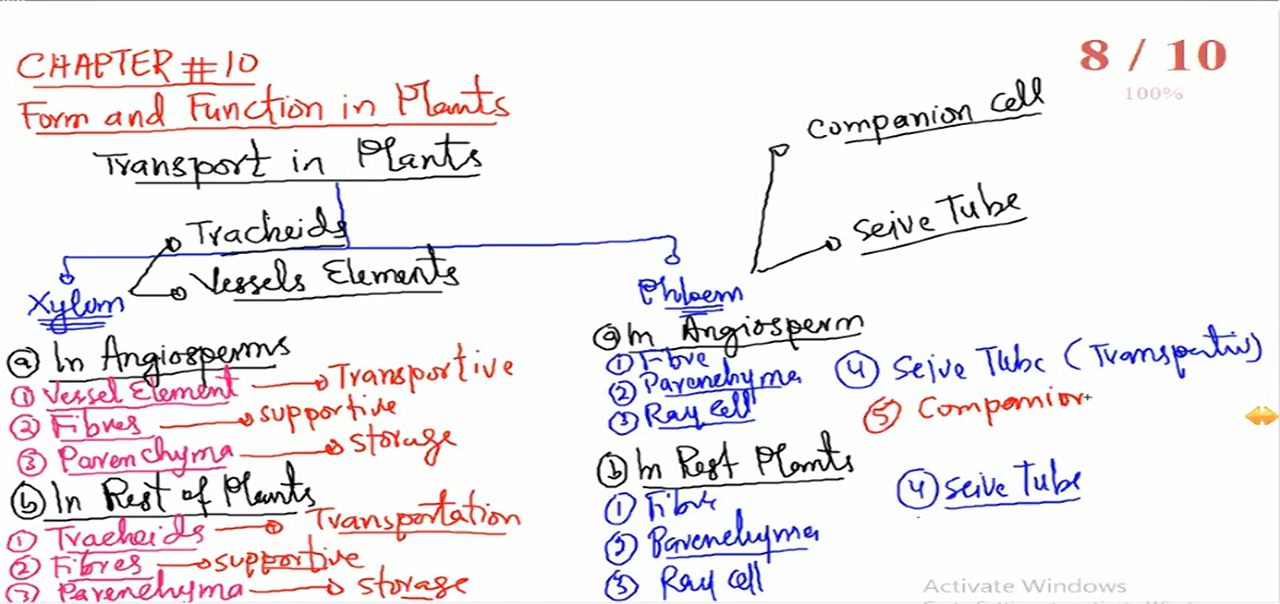 CHAPTER # 10
8 / 10
100%
Form and Function in Plants
Transport in Plants
Companion Cell
Seive Tube
Tracheids
Vessels Elements
Xylum
Phloem
ⓐ In Angiosperms
① Vessel Element → Transportive
② Fibres → supportive
③ Parenchyma → storage
ⓑ In Rest of Plants
① Tracheids → Transportation
② Fibres → supportive
③ Parenchyma → storage
ⓐ In Angiosperm
① Fibre
② Parenchyma
③ Ray Cell
④ Seive Tube (Transpative)
⑤ Companion
ⓑ In Rest Plants
① Fibre
② Parenchyma
③ Ray cell
④ Seive Tube
Activate Windows